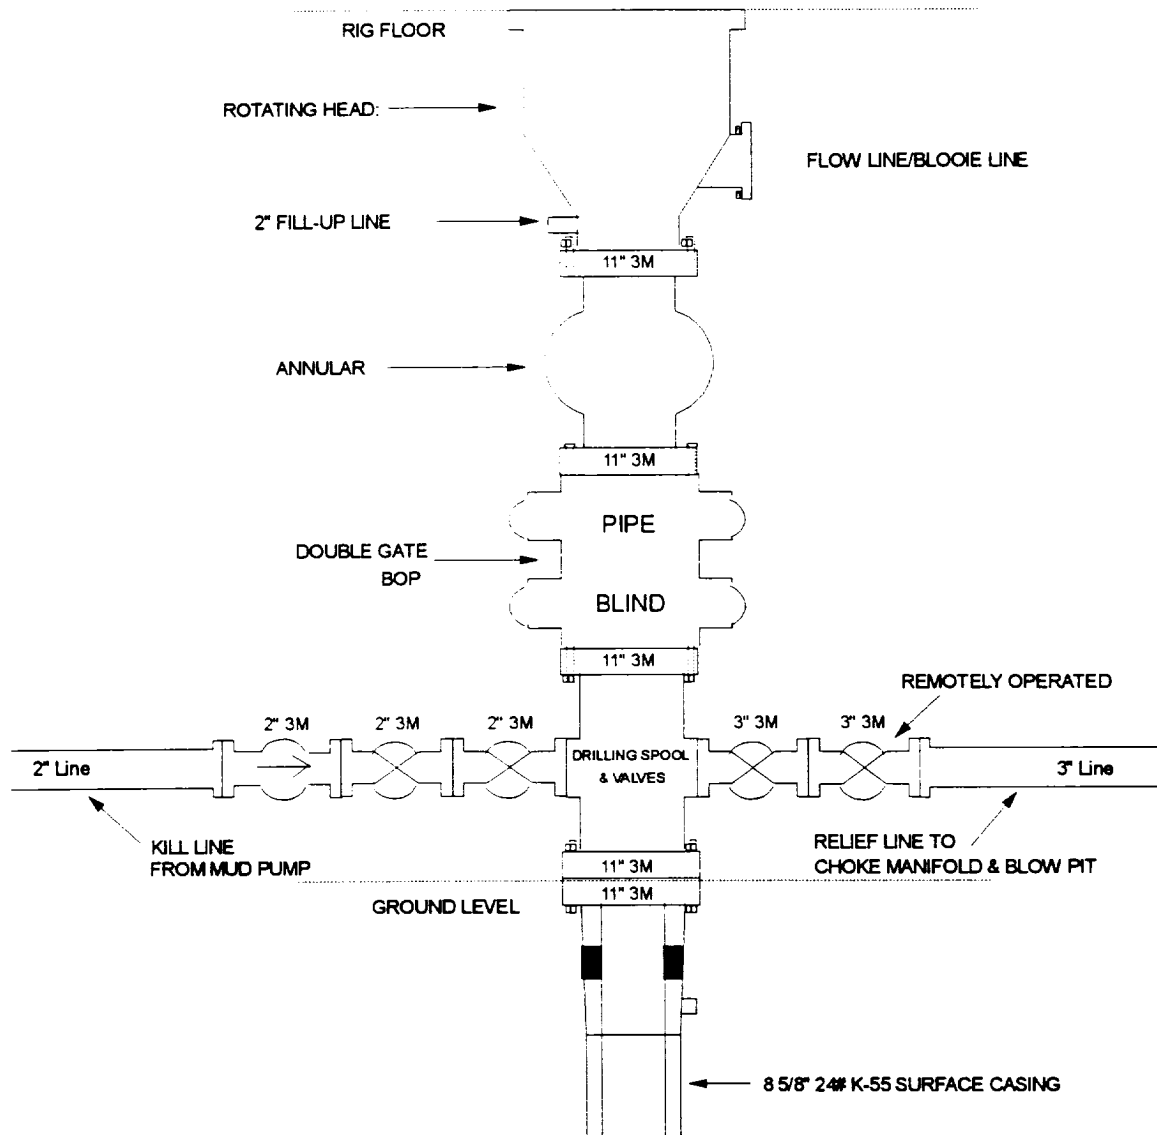 RIG FLOOR
ROTATING HEAD:
FLOW LINE/BLOOIE LINE
2" FILL-UP LINE
11" 3M
ANNULAR
11" 3M
PIPE
DOUBLE GATE
BOP
BLIND
11" 3M
REMOTELY OPERATED
2" 3M
2" 3M
2" 3M
3" 3M
3" 3M
2" Line
DRILLING SPOOL
& VALVES
3" Line
KILL LINE
FROM MUD PUMP
RELIEF LINE TO
CHOKE MANIFOLD & BLOW PIT
11" 3M
11" 3M
GROUND LEVEL
8 5/8" 24# K-55 SURFACE CASING